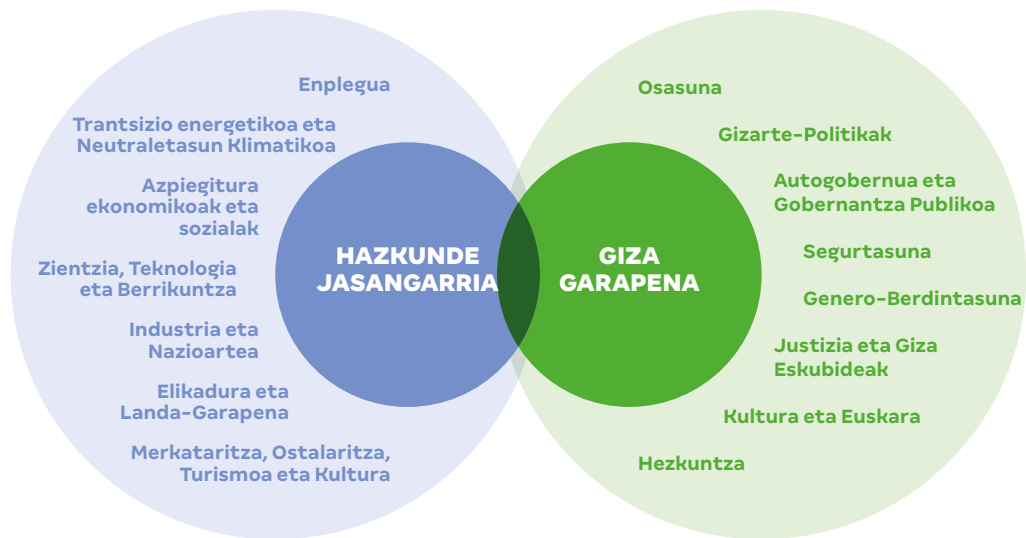 Enplegua
Trantsizio energetikoa eta
Neutraletasun Klimatikoa
Azpiegitura
ekonomikoak eta
sozialak
Zientzia, Teknologia
eta Berrikuntza
Industria eta
Nazioartea
Elikadura eta
Landa-Garapena
Merkataritza, Ostalaritza,
Turismoa eta Kultura
HAZKUNDE
JASANGARRIA
GIZA
GARAPENA
Osasuna
Gizarte-Politikak
Autogobernua eta
Gobernantza Publikoa
Segurtasuna
Genero-Berdintasuna
Justizia eta Giza
Eskubideak
Kultura eta Euskara
Hezkuntza